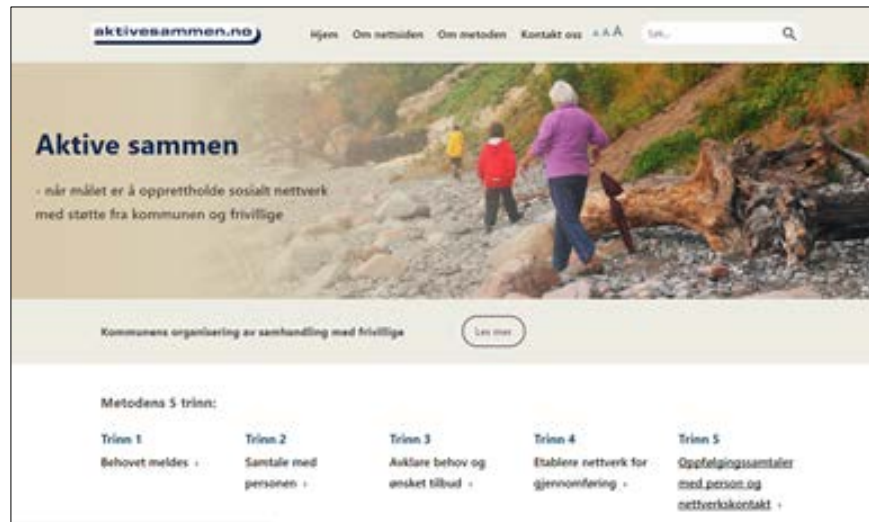 aktivesammen.no
Hjem Om nettsiden Om metoden Kontakt oss A A A Søk...
Aktive sammen
- når målet er å opprettholde sosialt nettverk
med støtte fra kommunen og frivillige
Kommunens organisering av samhandling med frivillige Les mer
Metodens 5 trinn:
Trinn 1
Behovet meldes ›
Trinn 2
Samtale med
personen ›
Trinn 3
Avklare behov og
ønsket tilbud ›
Trinn 4
Etablere nettverk for
gjennomføring ›
Trinn 5
Oppfølgingssamtaler
med person og
nettverkskontakt ›